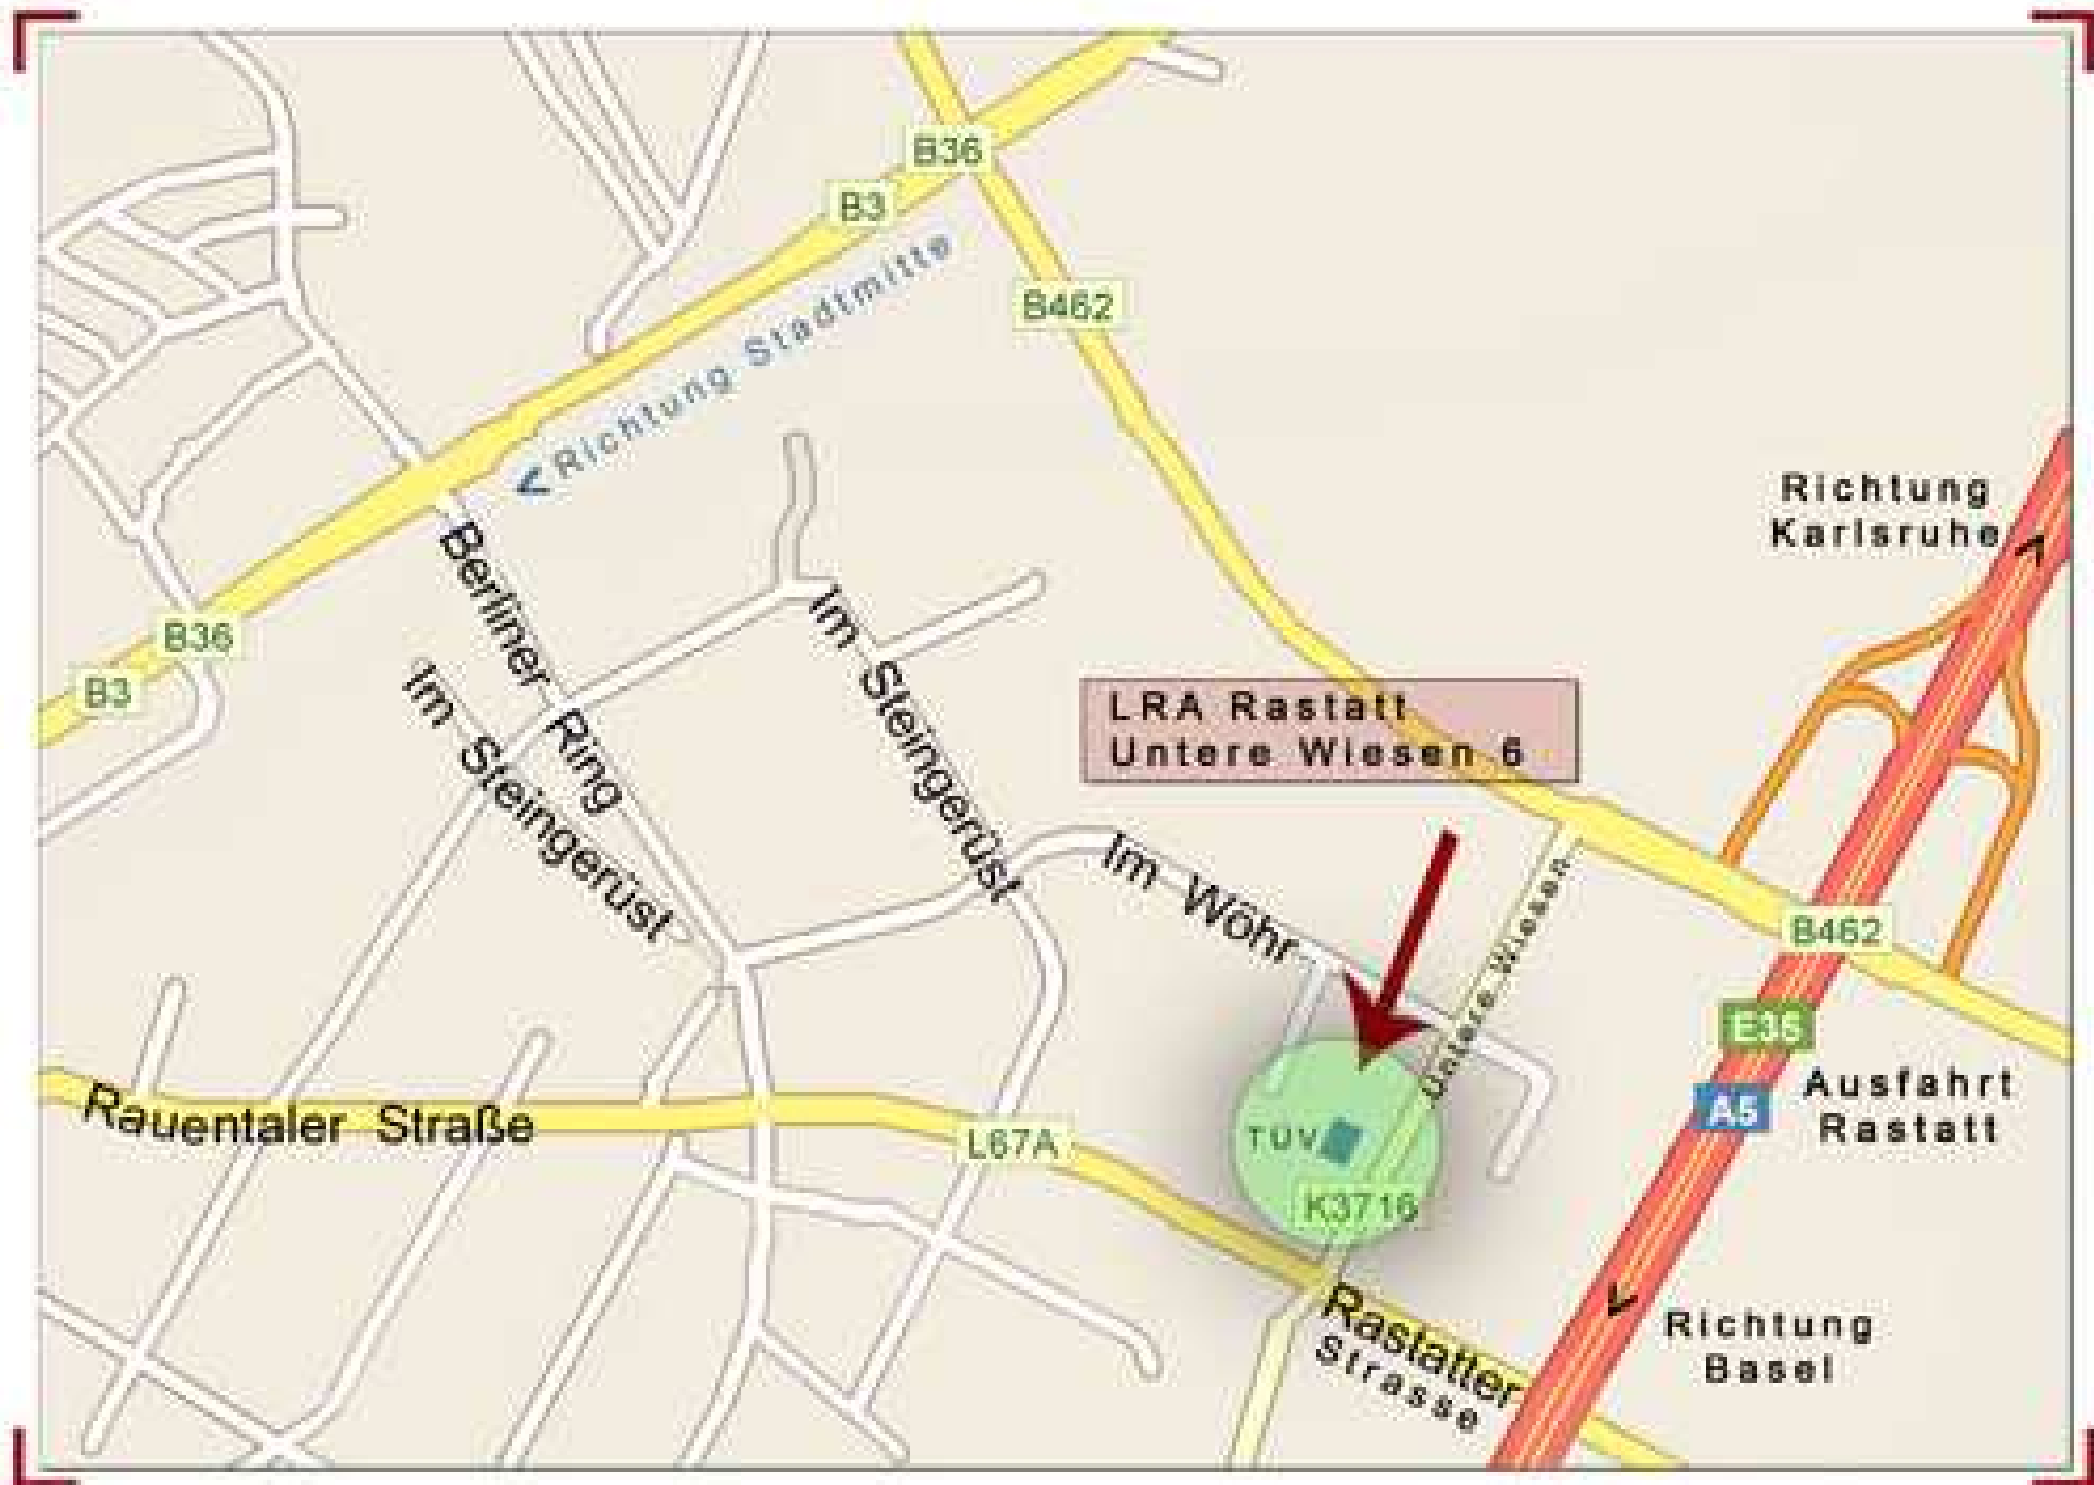 B36
B3
Richtung Stadtmitte
B462
Richtung
Karlsruhe
Berliner Ring
B36
B3
Im Steingerüst
Im Steingerüst
LRA Rastatt
Untere Wiesen 6
Im Wöhr
Untere Wiesen
B462
E36
Ausfahrt
Rastatt
A5
Rauentaler Straße
L67A
TÜV
K3716
Rastatter
Strasse
Richtung
Basel